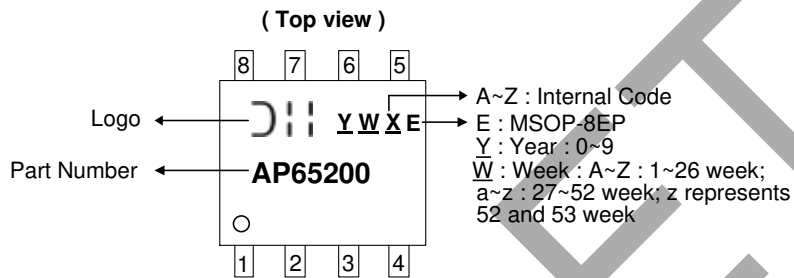 ( Top view )
8 7 6 5
Logo
Y W X E
A~Z : Internal Code
E : MSOP-8EP
Y : Year : 0~9
W : Week : A~Z : 1~26 week;
a~z : 27~52 week; z represents
52 and 53 week
Part Number
AP65200
1 2 3 4